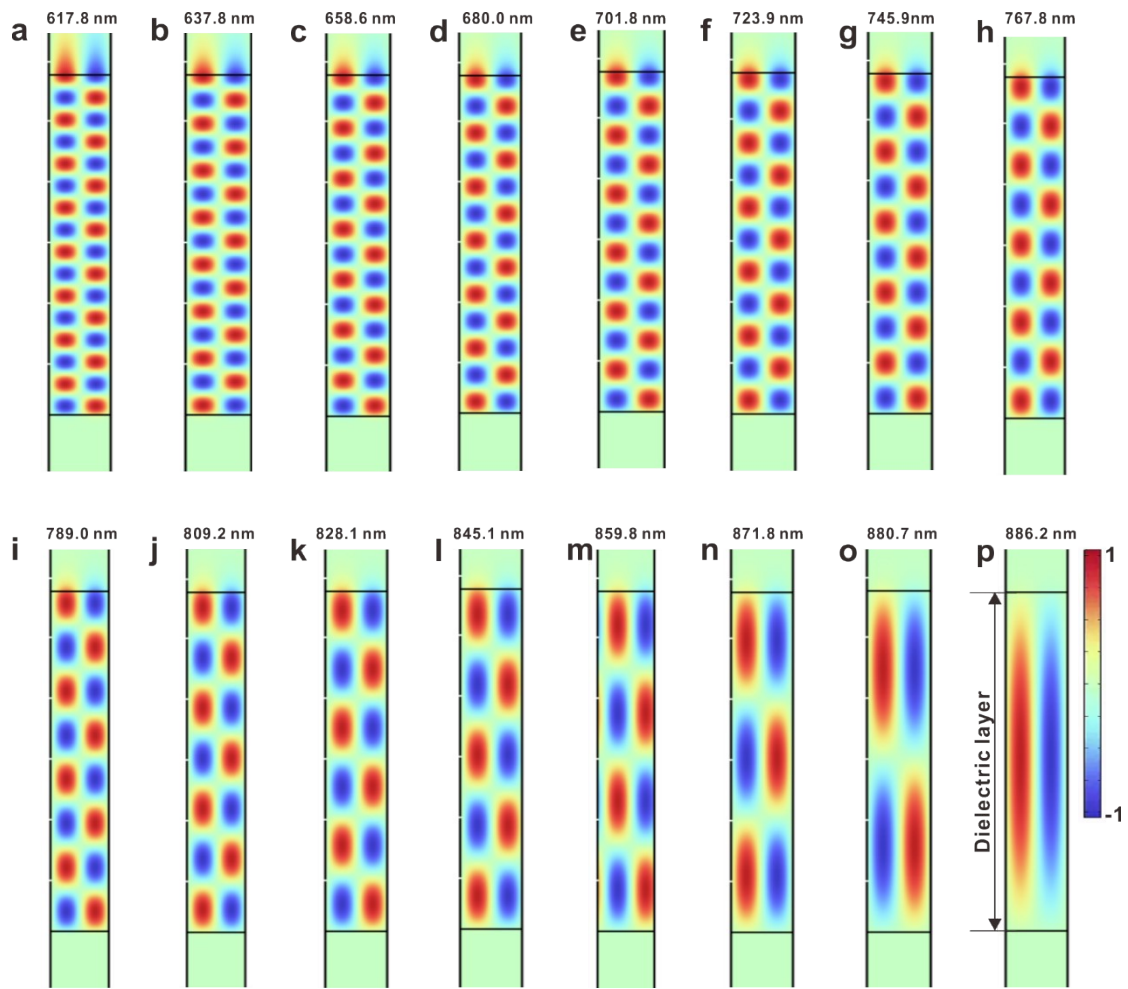 617.8 nm 637.8 nm 658.6 nm 680.0 nm 701.8 nm 723.9 nm 745.9nm 767.8 nm
a b c d e f g h
789.0 nm 809.2 nm 828.1 nm 845.1 nm 859.8 nm 871.8 nm 880.7 nm 886.2 nm
i j k l m n o p 1
Dielectric layer
-1